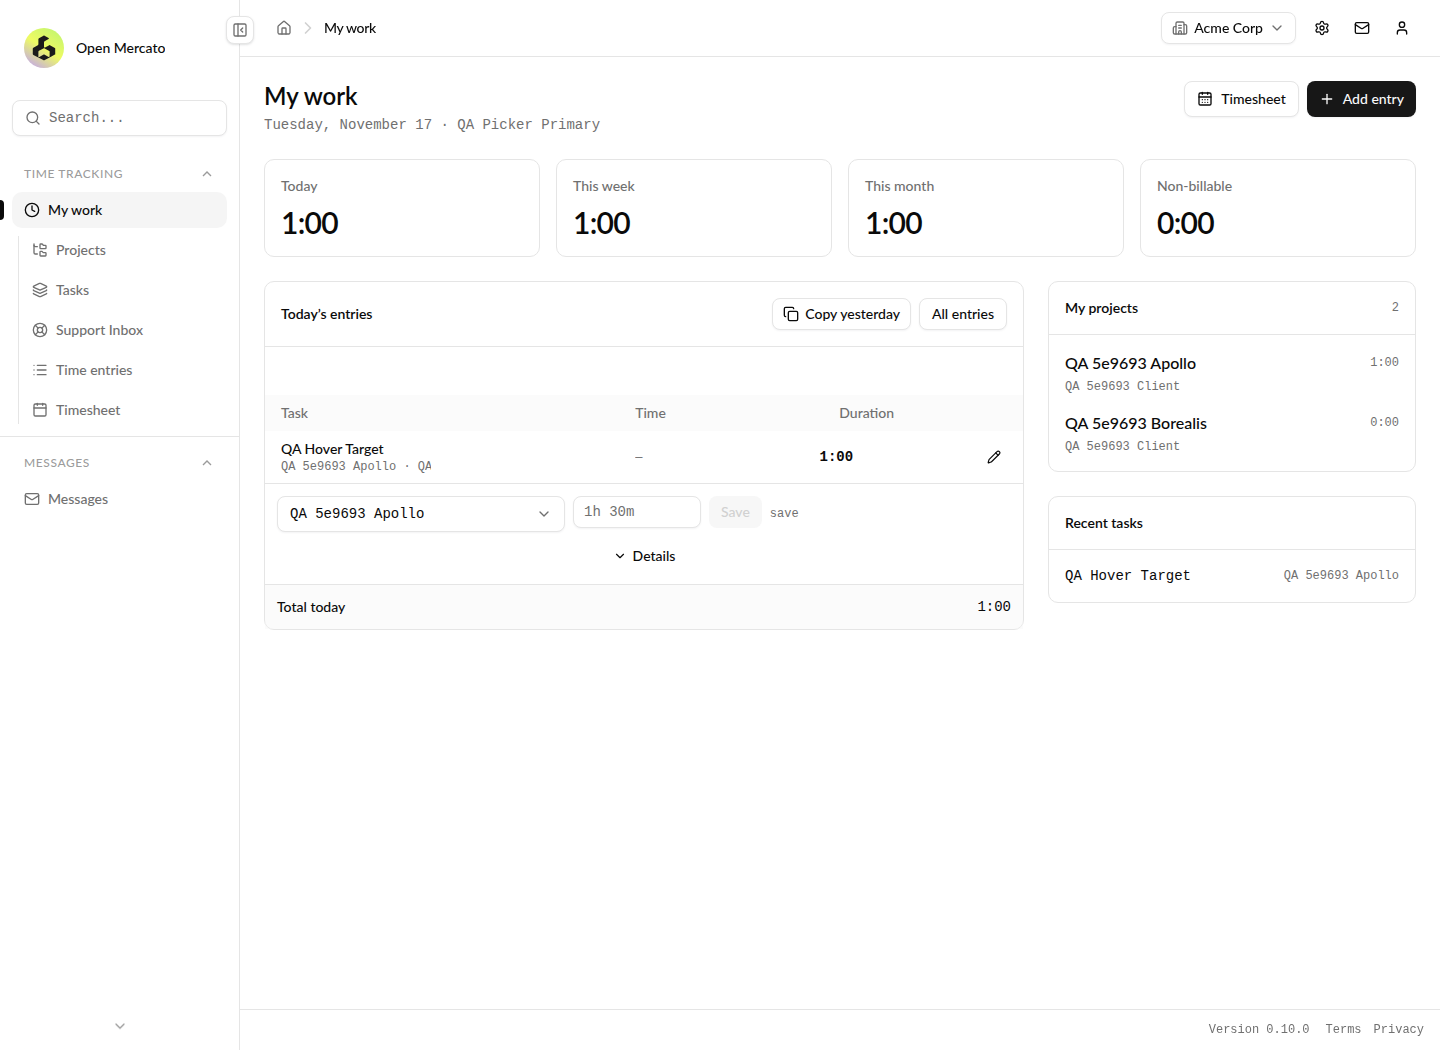 Open Mercato
My work
Acme Corp
Search...
TIME TRACKING
My work
Projects
Tasks
Support Inbox
Time entries
Timesheet
MESSAGES
Messages
My work
Tuesday, November 17 · QA Picker Primary
Timesheet
Add entry
Today
1:00
This week
1:00
This month
1:00
Non-billable
0:00
Today's entries
Copy yesterday
All entries
Task Time Duration
QA Hover Target
QA 5e9693 Apollo · QA
– 1:00
QA 5e9693 Apollo
1h 30m
Save
save
Details
Total today 1:00
My projects 2
QA 5e9693 Apollo 1:00
QA 5e9693 Client
QA 5e9693 Borealis 0:00
QA 5e9693 Client
Recent tasks
QA Hover Target QA 5e9693 Apollo
Version 0.10.0 Terms Privacy